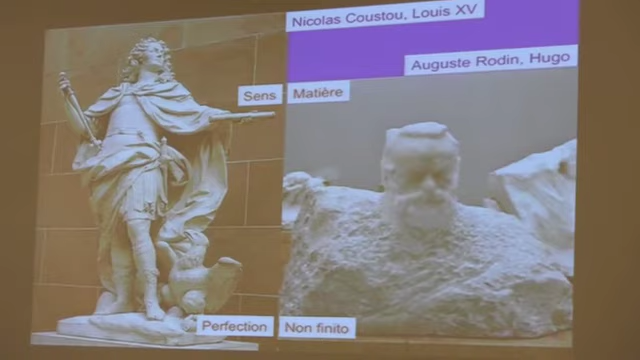 Nicolas Coustou, Louis XV
Auguste Rodin, Hugo
Sens
Matière
Perfection
Non finito